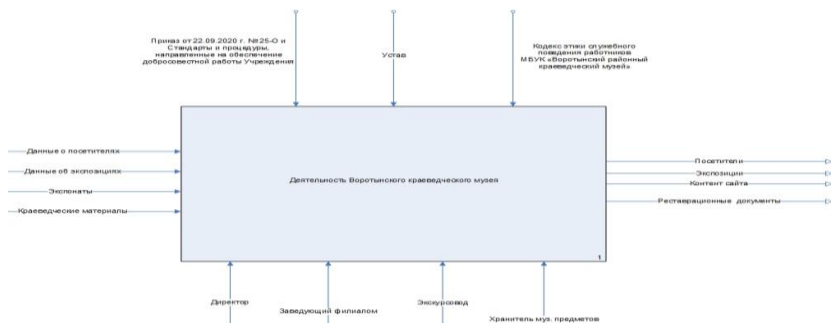 Приказ от 22.09.2020 г. №25-О и
Стандарты и процедуры,
направленные на обеспечение
добросовестной работы Учреждения
Устав
Кодекс этики служебного
поведения работников
МБУК «Воротынский районный
краеведческий музей»
Данные о посетителях
Данные об экспозициях
Экспонаты
Краеведческие материалы
Деятельность Воротынского краеведческого музея
1
Посетители
Экспозиции
Контент сайта
Реставрационные документы
Директор
Заведующий филиалом
Экскурсовод
Хранитель муз. предметов